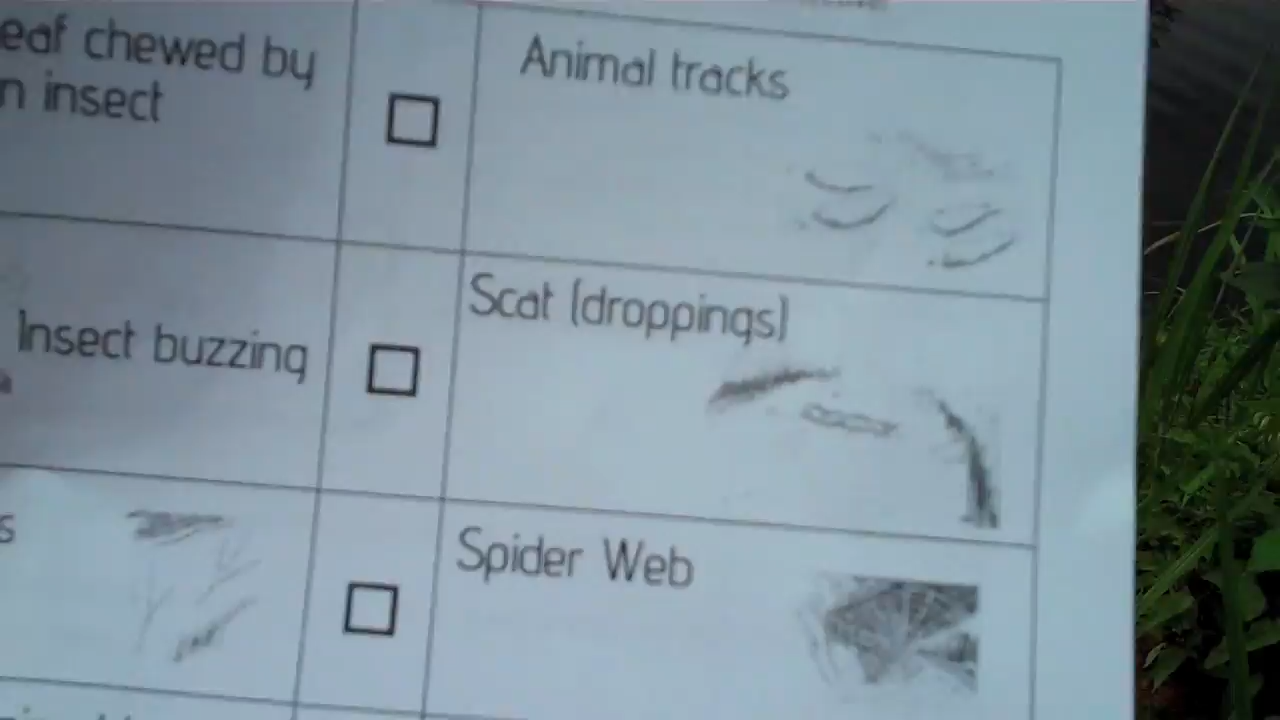 eaf chewed by
n insect
Animal tracks
Insect buzzing
Scat (droppings)
s
Spider Web